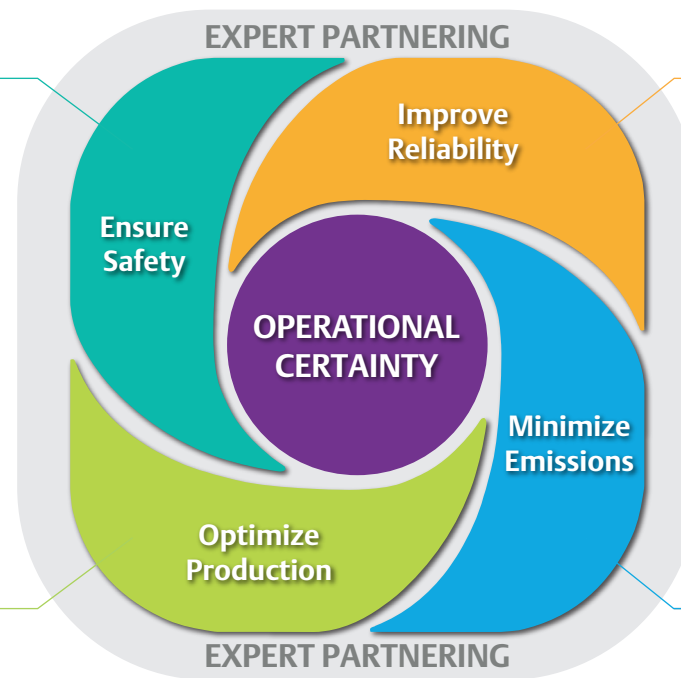 EXPERT PARTNERING
Improve
Reliability
Ensure
Safety
OPERATIONAL
CERTAINTY
Minimize
Emissions
Optimize
Production
EXPERT PARTNERING